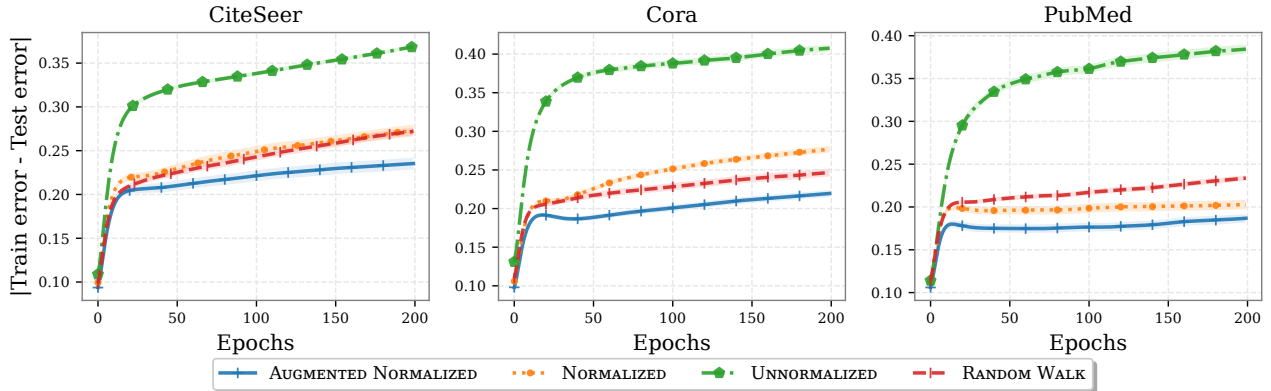 CiteSeer
Cora
PubMed
|Train error - Test error|
0.35
0.30
0.25
0.20
0.15
0.10
0 50 100 150 200
Epochs
0.40
0.35
0.30
0.25
0.20
0.15
0.10
0 50 100 150 200
Epochs
0.40
0.35
0.30
0.25
0.20
0.15
0.10
0 50 100 150 200
Epochs
AUGMENTED NORMALIZED
NORMALIZED
UNNORMALIZED
RANDOM WALK